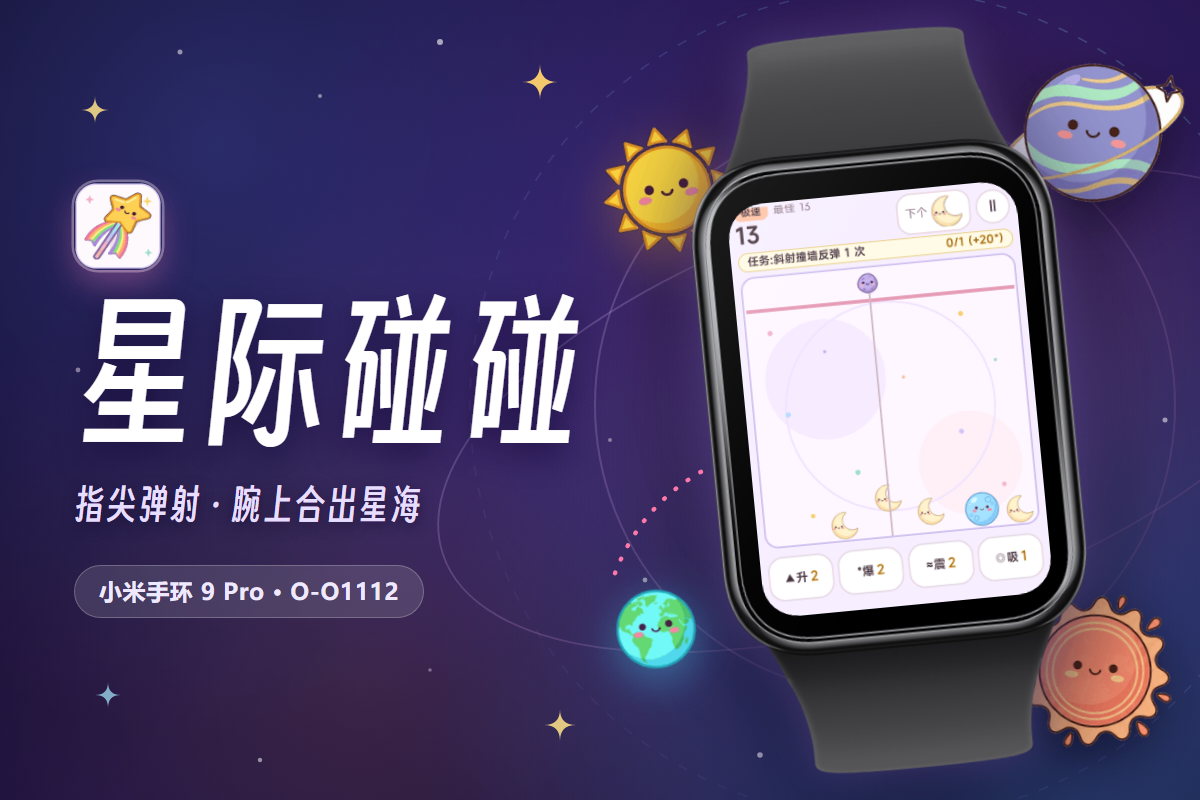 星际碰碰
指尖弹射 · 腕上合出星海
小米手环 9 Pro • O-O1112
极速 最佳 13
13
下个
任务:斜射撞墙反弹 1 次 0/1 (+20*)
▲升 2
*爆 2
≈震 2
◎吸 1